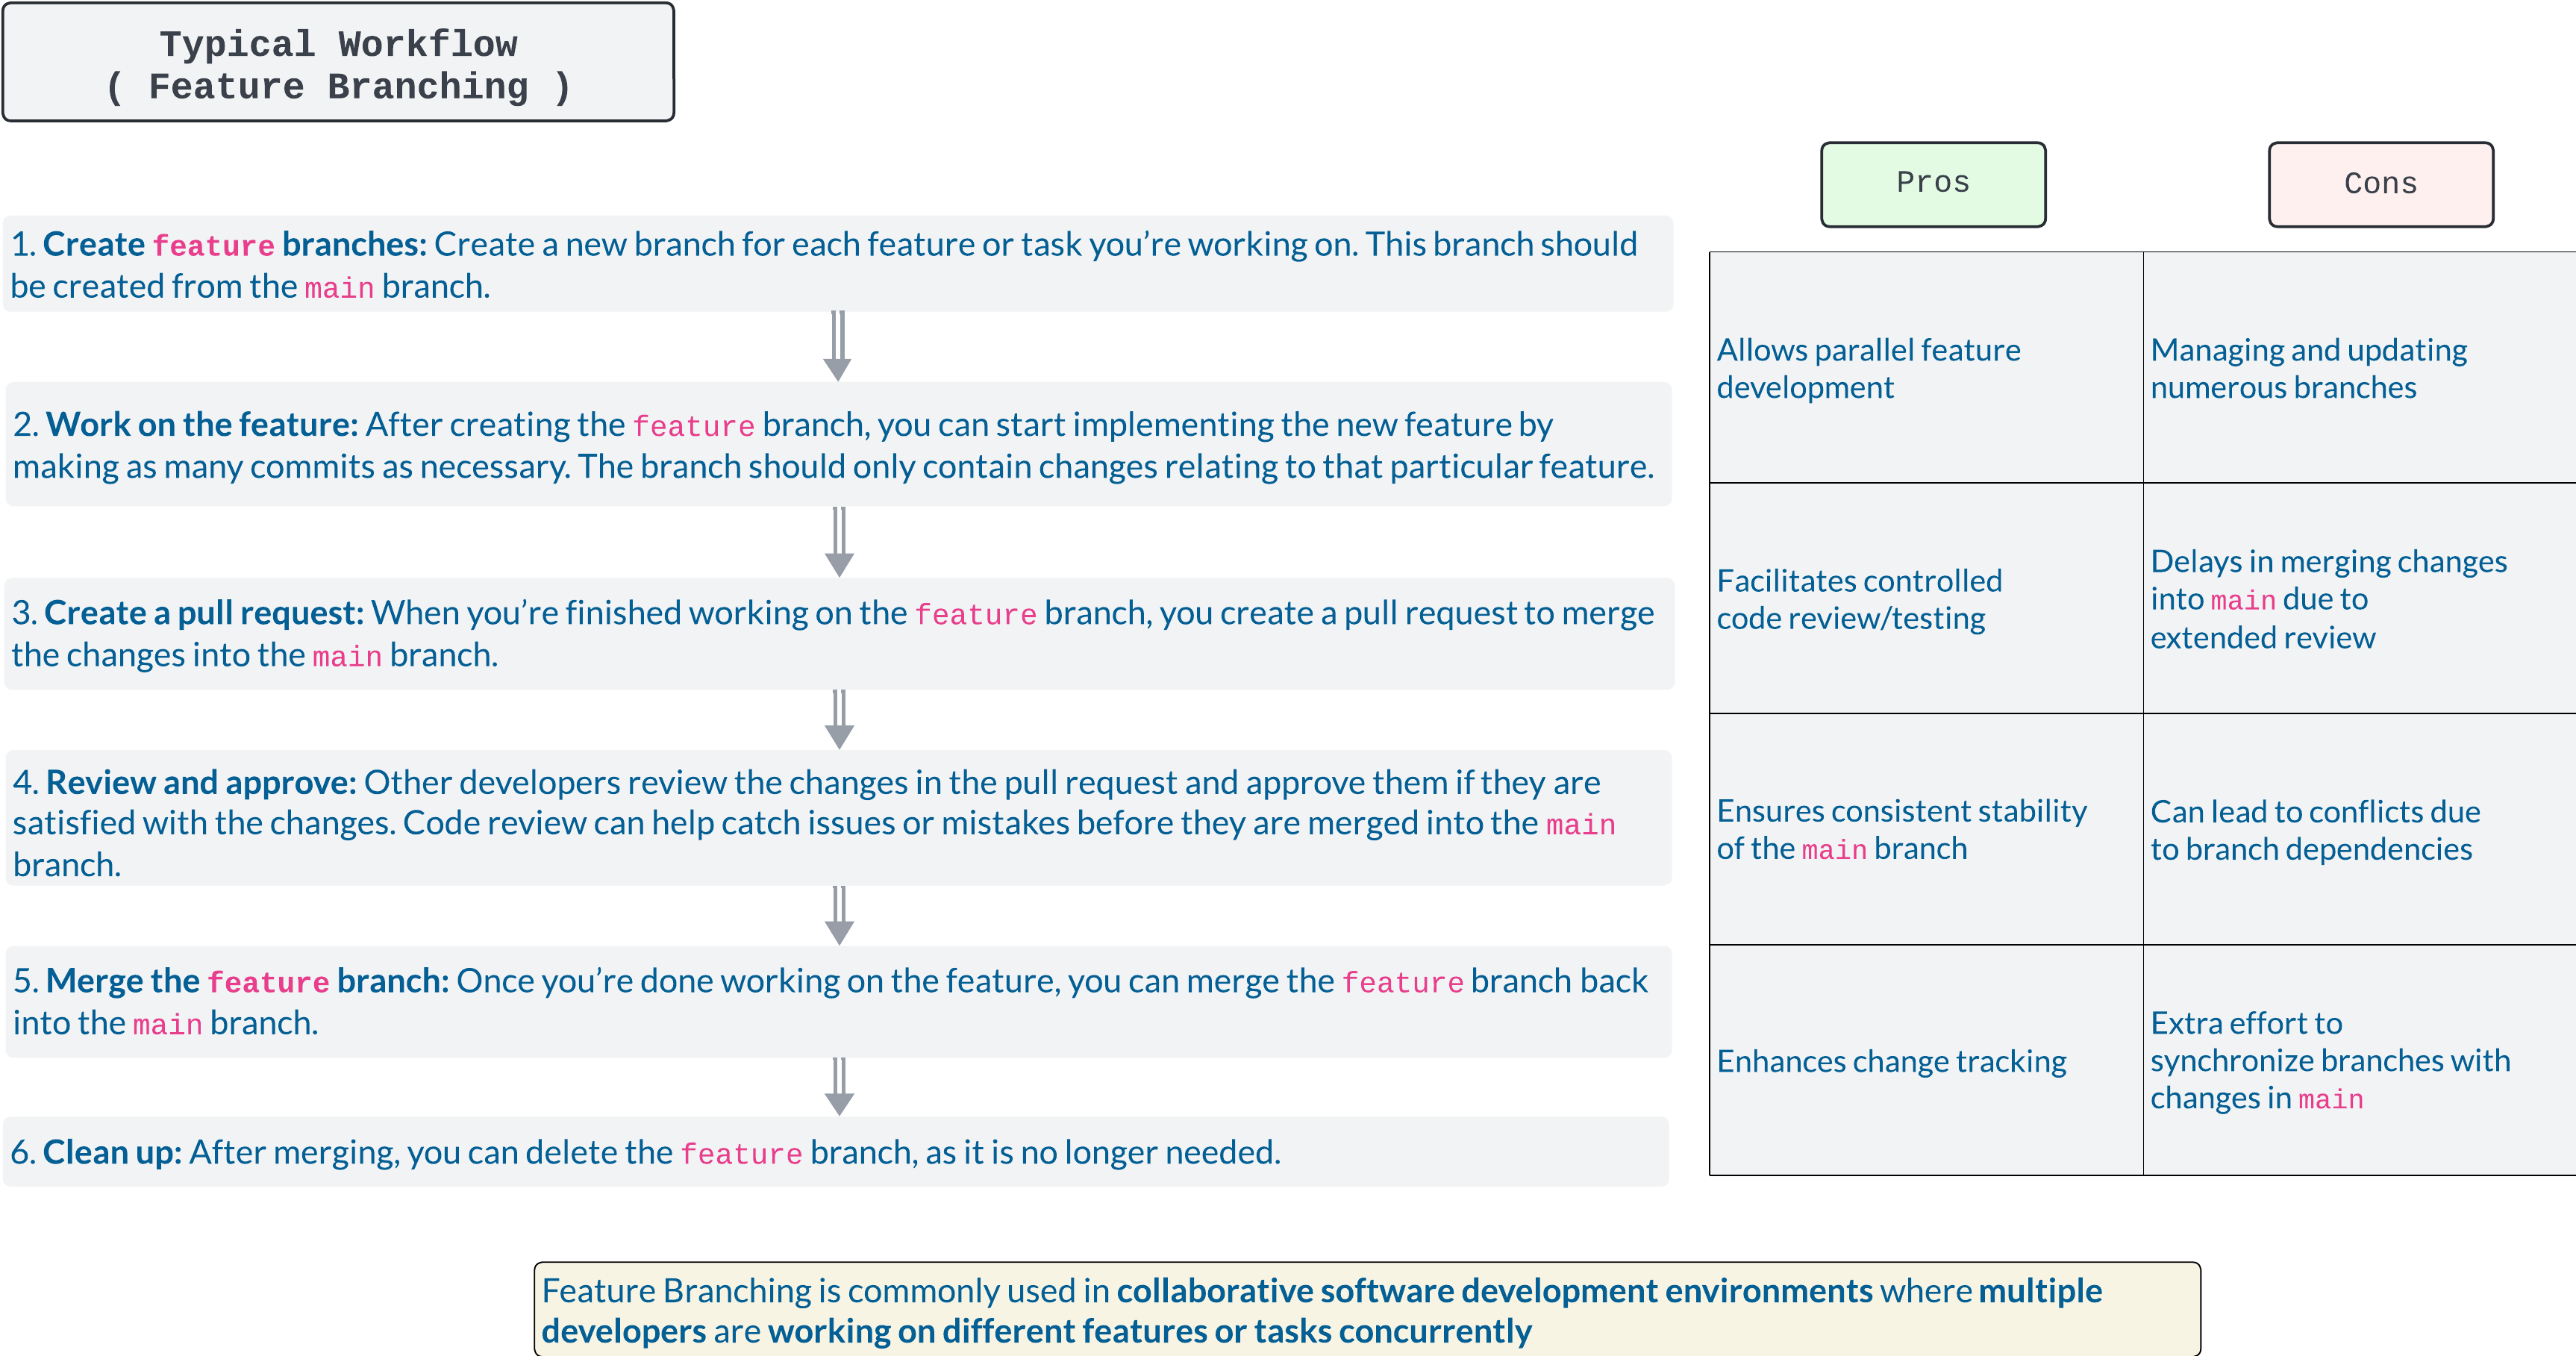 Typical Workflow
( Feature Branching )
1. Create feature branches: Create a new branch for each feature or task you’re working on. This branch should
be created from the main branch.
2. Work on the feature: After creating the feature branch, you can start implementing the new feature by
making as many commits as necessary. The branch should only contain changes relating to that particular feature.
3. Create a pull request: When you’re finished working on the feature branch, you create a pull request to merge
the changes into the main branch.
4. Review and approve: Other developers review the changes in the pull request and approve them if they are
satisfied with the changes. Code review can help catch issues or mistakes before they are merged into the main
branch.
5. Merge the feature branch: Once you’re done working on the feature, you can merge the feature branch back
into the main branch.
6. Clean up: After merging, you can delete the feature branch, as it is no longer needed.
Pros
Cons
Allows parallel feature
development
Managing and updating
numerous branches
Facilitates controlled
code review/testing
Delays in merging changes
into main due to
extended review
Ensures consistent stability
of the main branch
Can lead to conflicts due
to branch dependencies
Enhances change tracking
Extra effort to
synchronize branches with
changes in main
Feature Branching is commonly used in collaborative software development environments where multiple
developers are working on different features or tasks concurrently